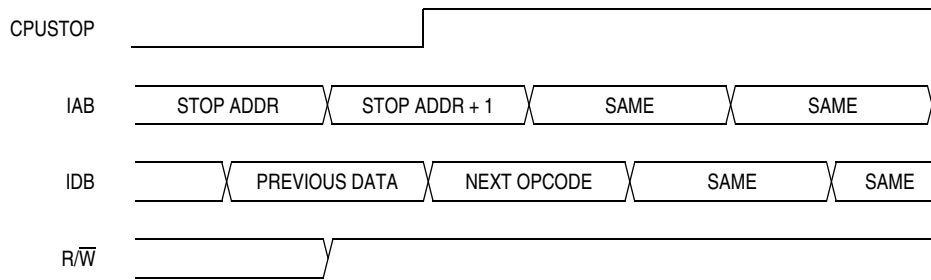 CPUSTOP
IAB STOP ADDR STOP ADDR + 1 SAME SAME
IDB PREVIOUS DATA NEXT OPCODE SAME SAME
R/W̅